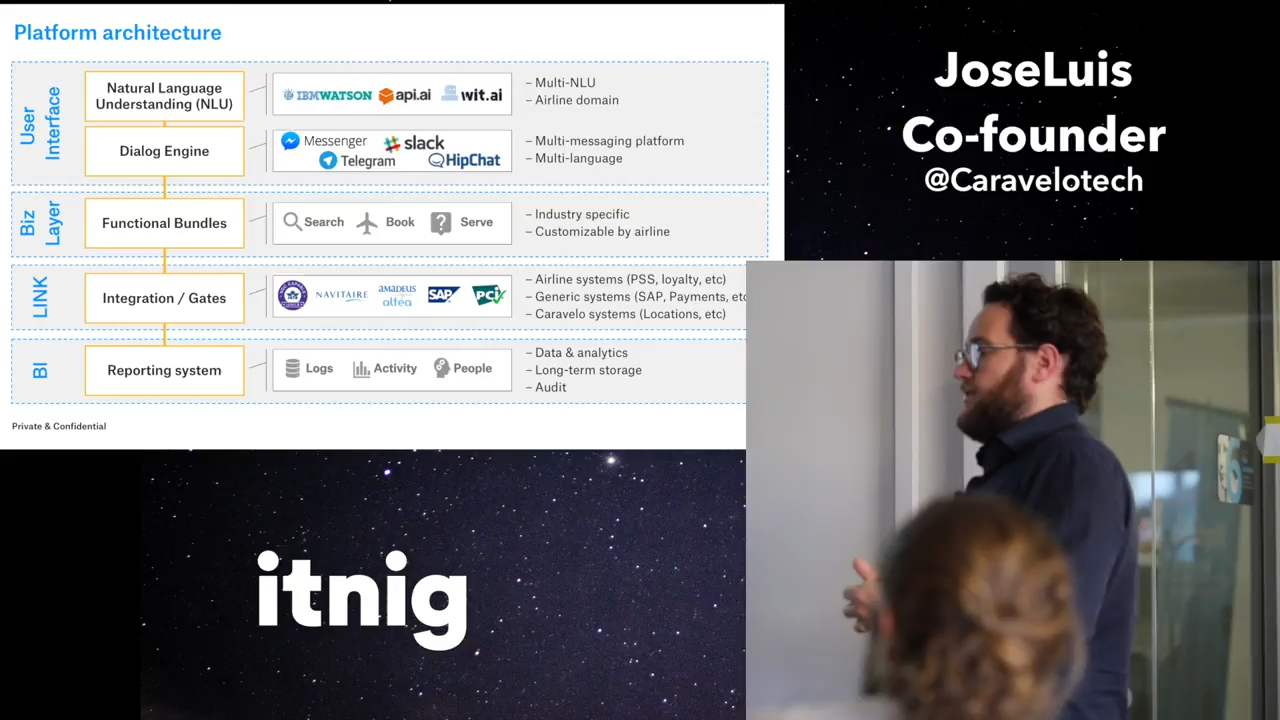 Platform architecture
User
Interface
Natural Language
Understanding (NLU)
IBM WATSON api.ai wit.ai
– Multi-NLU
– Airline domain
Dialog Engine
Messenger slack
Telegram HipChat
– Multi-messaging platform
– Multi-language
Biz
Layer
Functional Bundles
Search Book Serve
– Industry specific
– Customizable by airline
LINK
Integration / Gates
NAVITAIRE AMADEUS altéa SAP PCI
– Airline systems (PSS, loyalty, etc)
– Generic systems (SAP, Payments, etc
– Caravelo systems (Locations, etc)
BI
Reporting system
Logs Activity People
– Data & analytics
– Long-term storage
– Audit
Private & Confidential
JoseLuis
Co-founder
@Caravelotech
itnig